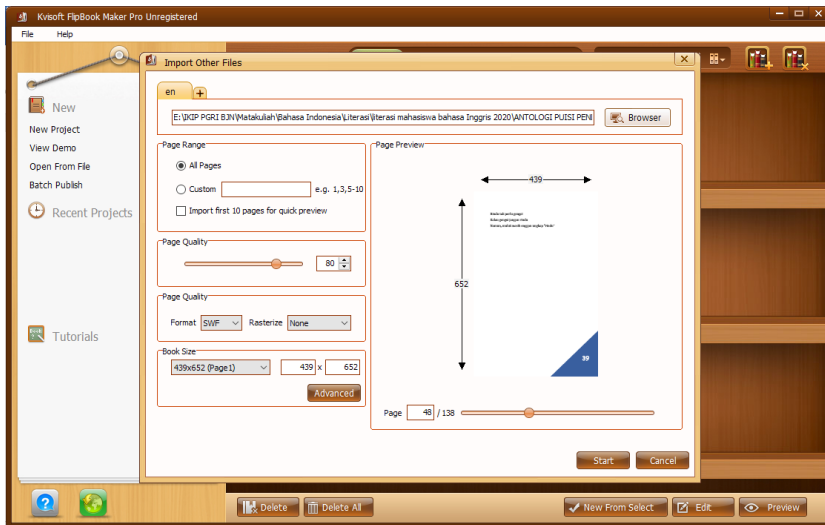 Kvisoft FlipBook Maker Pro Unregistered
File Help
Import Other Files
en
E:\IKIP PGRI BJN\Matakuliah\Bahasa Indonesia\Literasi\literasi mahasiswa bahasa Inggris 2020\ANTOLOGI PUISI PENI
Browser
New
New Project
View Demo
Open From File
Batch Publish
Recent Projects
Tutorials
Page Range
All Pages
Custom e.g. 1,3,5-10
Import first 10 pages for quick preview
Page Quality
80
Page Quality
Format SWF Rasterize None
Book Size
439x652 (Page1) 439 x 652
Advanced
Page Preview
439
652
39
Page 48 / 138
Start Cancel
Delete Delete All New From Select Edit Preview